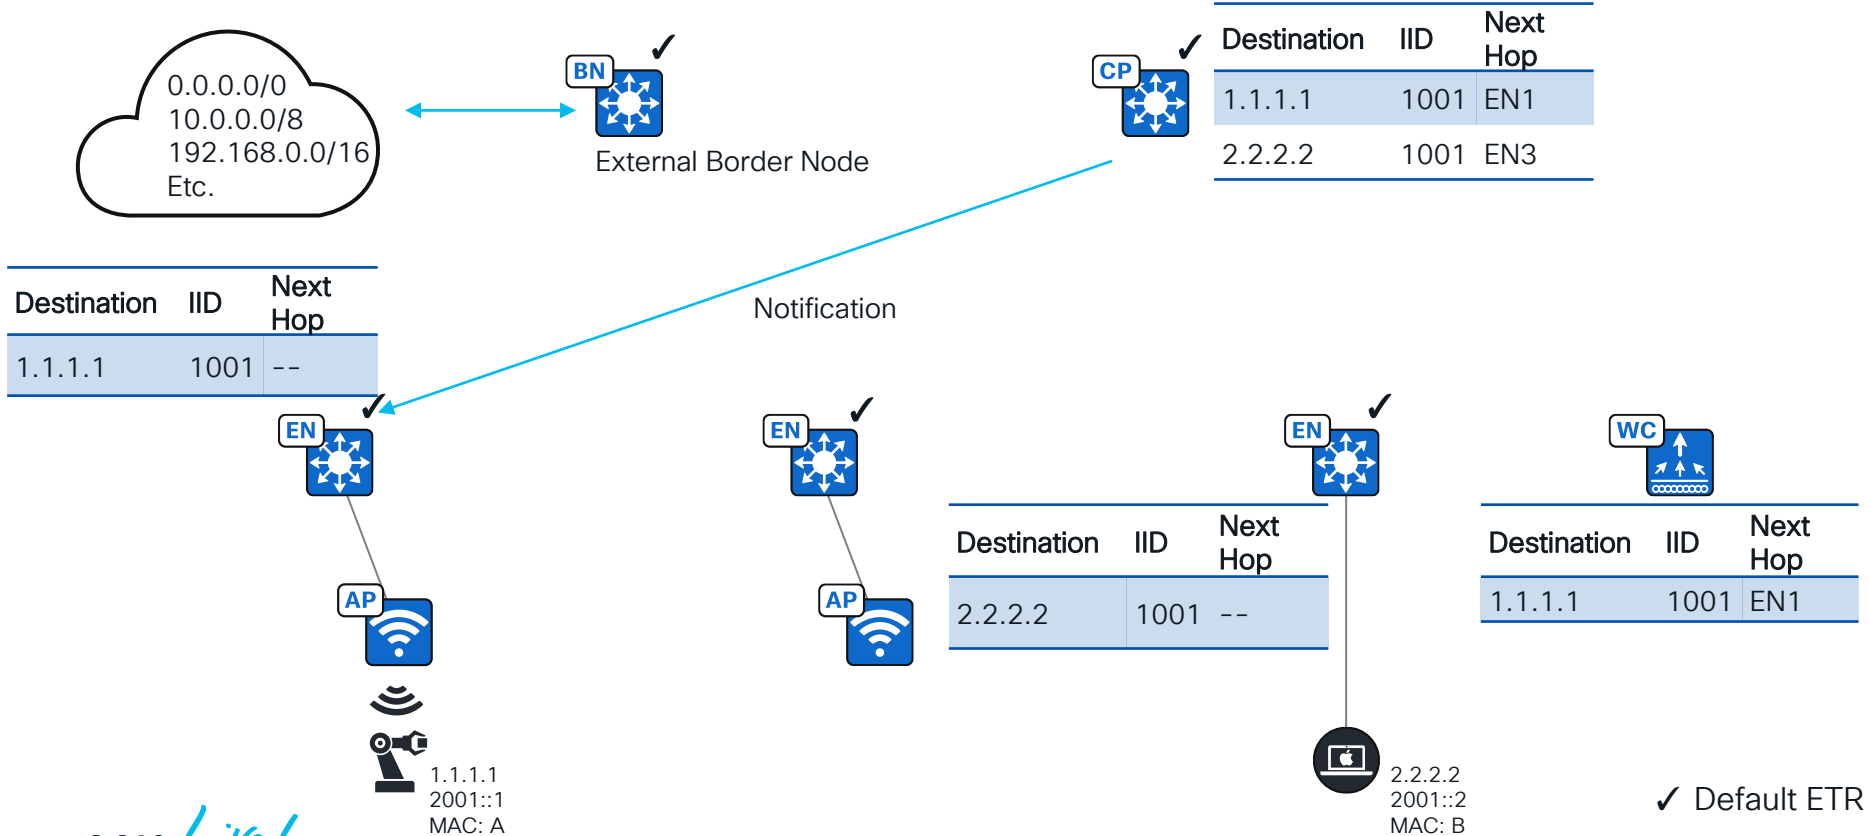 0.0.0.0/0
10.0.0.0/8
192.168.0.0/16
Etc.
BN
✓
External Border Node
CP
✓
Destination IID Next Hop
1.1.1.1 1001 EN1
2.2.2.2 1001 EN3
Notification
Destination IID Next Hop
1.1.1.1 1001 --
EN
✓
EN
✓
EN
✓
WC
Destination IID Next Hop
2.2.2.2 1001 --
Destination IID Next Hop
1.1.1.1 1001 EN1
AP
AP
1.1.1.1
2001::1
MAC: A
2.2.2.2
2001::2
MAC: B
✓ Default ETR